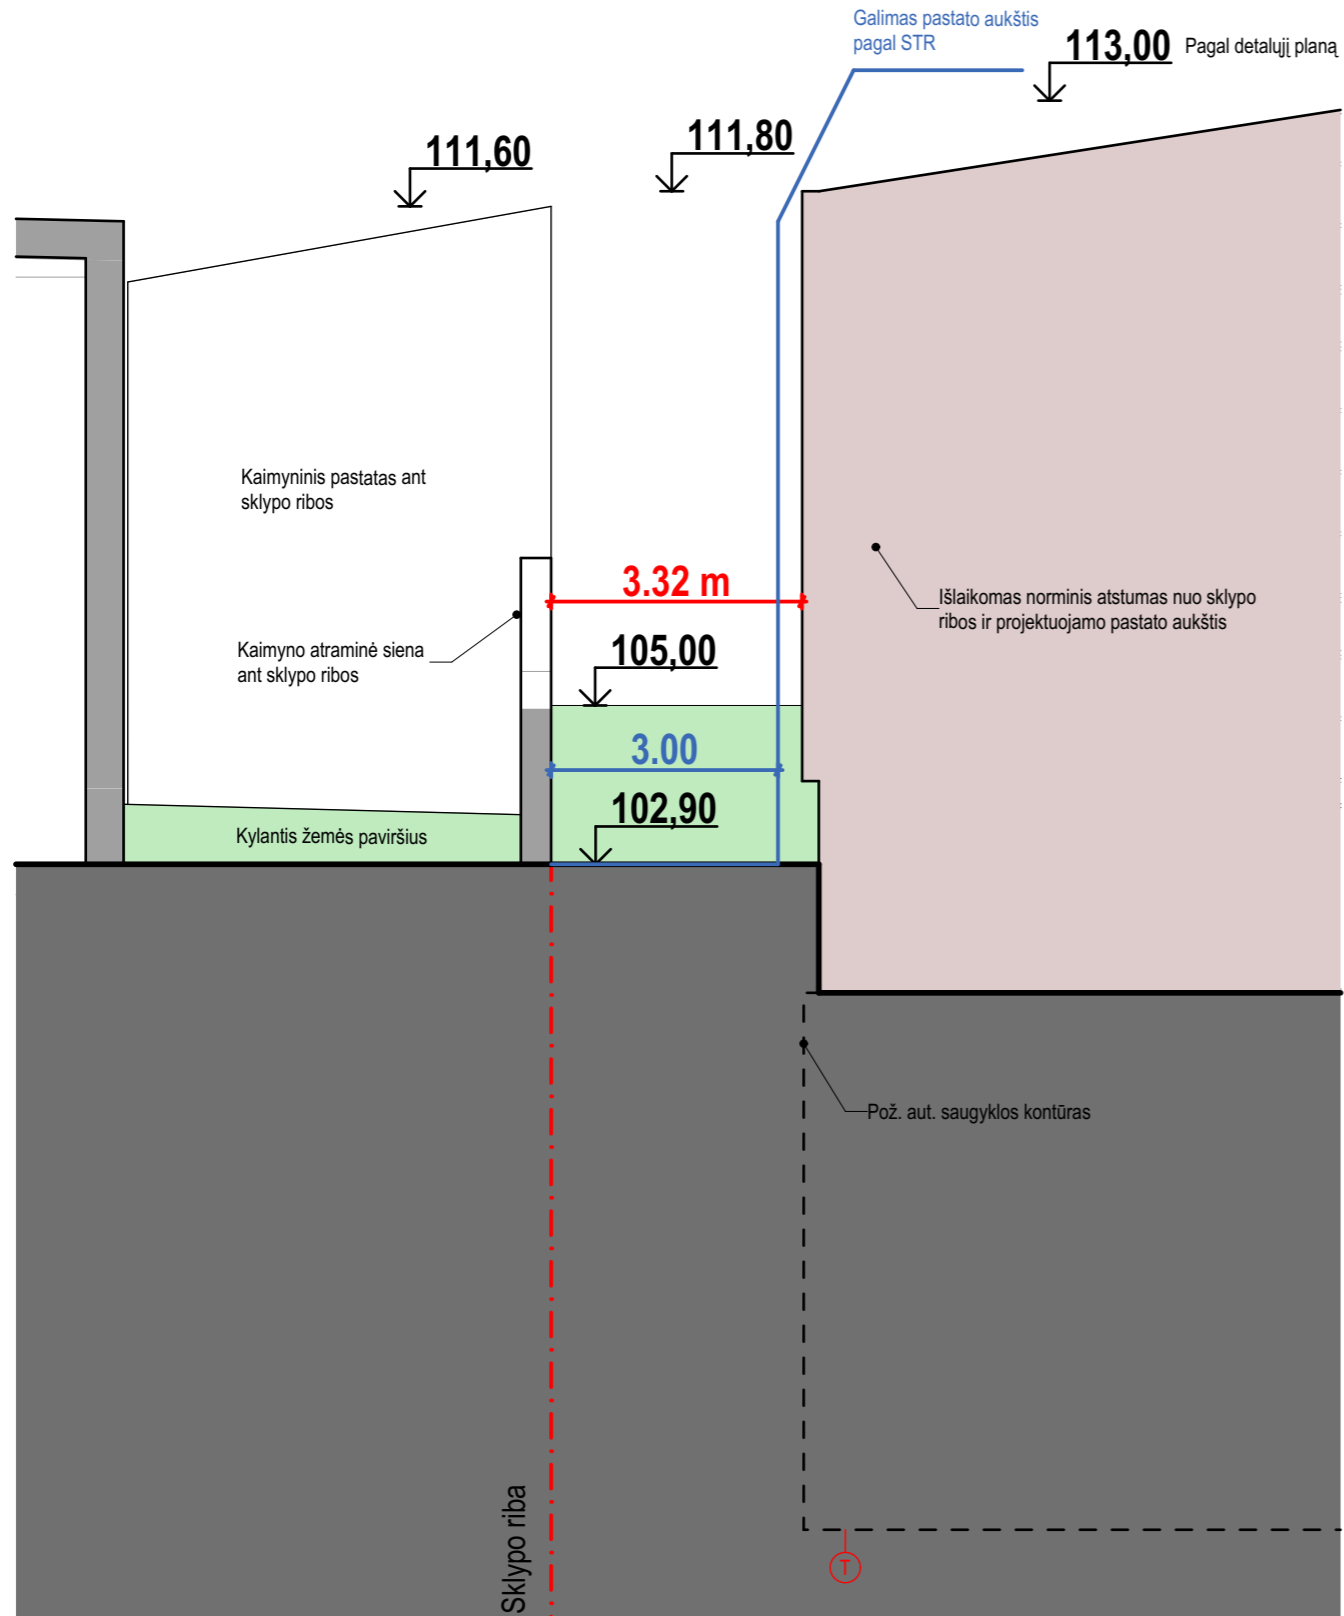 Galimas pastato aukštis
pagal STR
113,00 Pagal detalųjį planą
111,60
111,80
Kaimyninis pastatas ant
sklypo ribos
3.32 m
Išlaikomas norminis atstumas nuo sklypo
ribos ir projektuojamo pastato aukštis
Kaimyno atraminė siena
ant sklypo ribos
105,00
3.00
102,90
Kylantis žemės paviršius
Pož. aut. saugyklos kontūras
Sklypo riba
T